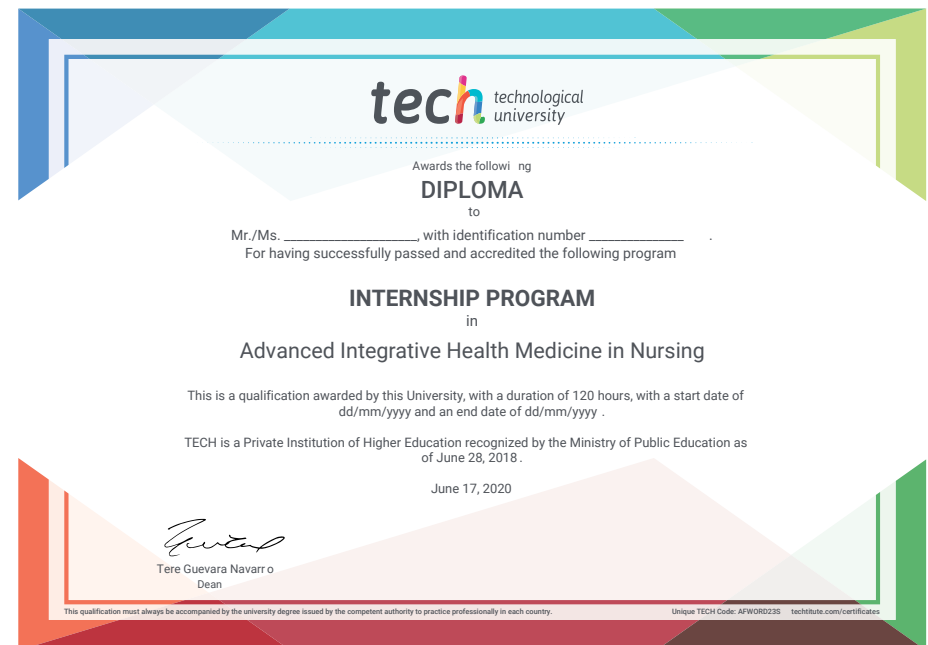 tech technological
university
Awards the followi ng
DIPLOMA
to
Mr./Ms. _____________________, with identification number _______________ .
For having successfully passed and accredited the following program
INTERNSHIP PROGRAM
in
Advanced Integrative Health Medicine in Nursing
This is a qualification awarded by this University, with a duration of 120 hours, with a start date of
dd/mm/yyyy and an end date of dd/mm/yyyy .
TECH is a Private Institution of Higher Education recognized by the Ministry of Public Education as
of June 28, 2018 .
June 17, 2020
Tere Guevara Navarr o
Dean
This qualification must always be accompanied by the university degree issued by the competent authority to practice professionally in each country.
Unique TECH Code: AFWORD23S techtitute.com/certificates